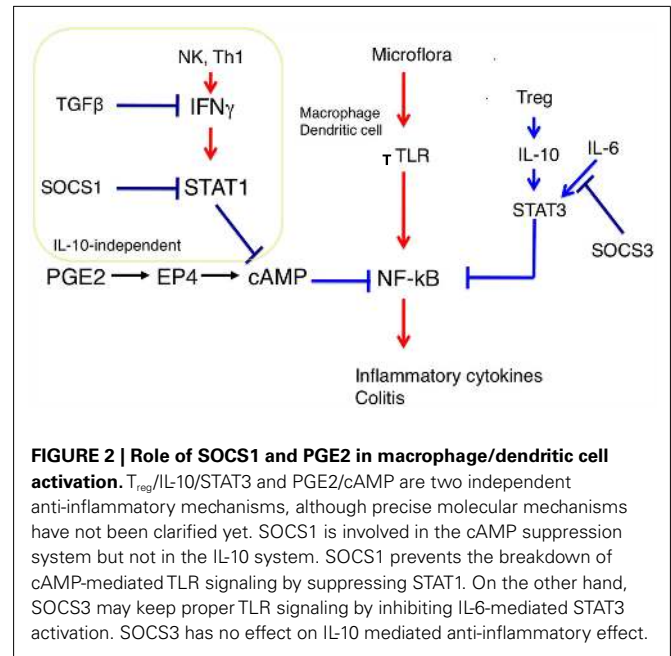 NK, Th1
Microflora
TGFβ
IFNγ
Macrophage
Dendritic cell
Treg
T TLR
IL-10
IL-6
SOCS1
STAT1
STAT3
SOCS3
IL-10-independent
PGE2
EP4
cAMP
NF-kB
Inflammatory cytokines
Colitis
FIGURE 2 | Role of SOCS1 and PGE2 in macrophage/dendritic cell
activation. Treg/IL-10/STAT3 and PGE2/cAMP are two independent
anti-inflammatory mechanisms, although precise molecular mechanisms
have not been clarified yet. SOCS1 is involved in the cAMP suppression
system but not in the IL-10 system. SOCS1 prevents the breakdown of
cAMP-mediated TLR signaling by suppressing STAT1. On the other hand,
SOCS3 may keep proper TLR signaling by inhibiting IL-6-mediated STAT3
activation. SOCS3 has no effect on IL-10 mediated anti-inflammatory effect.